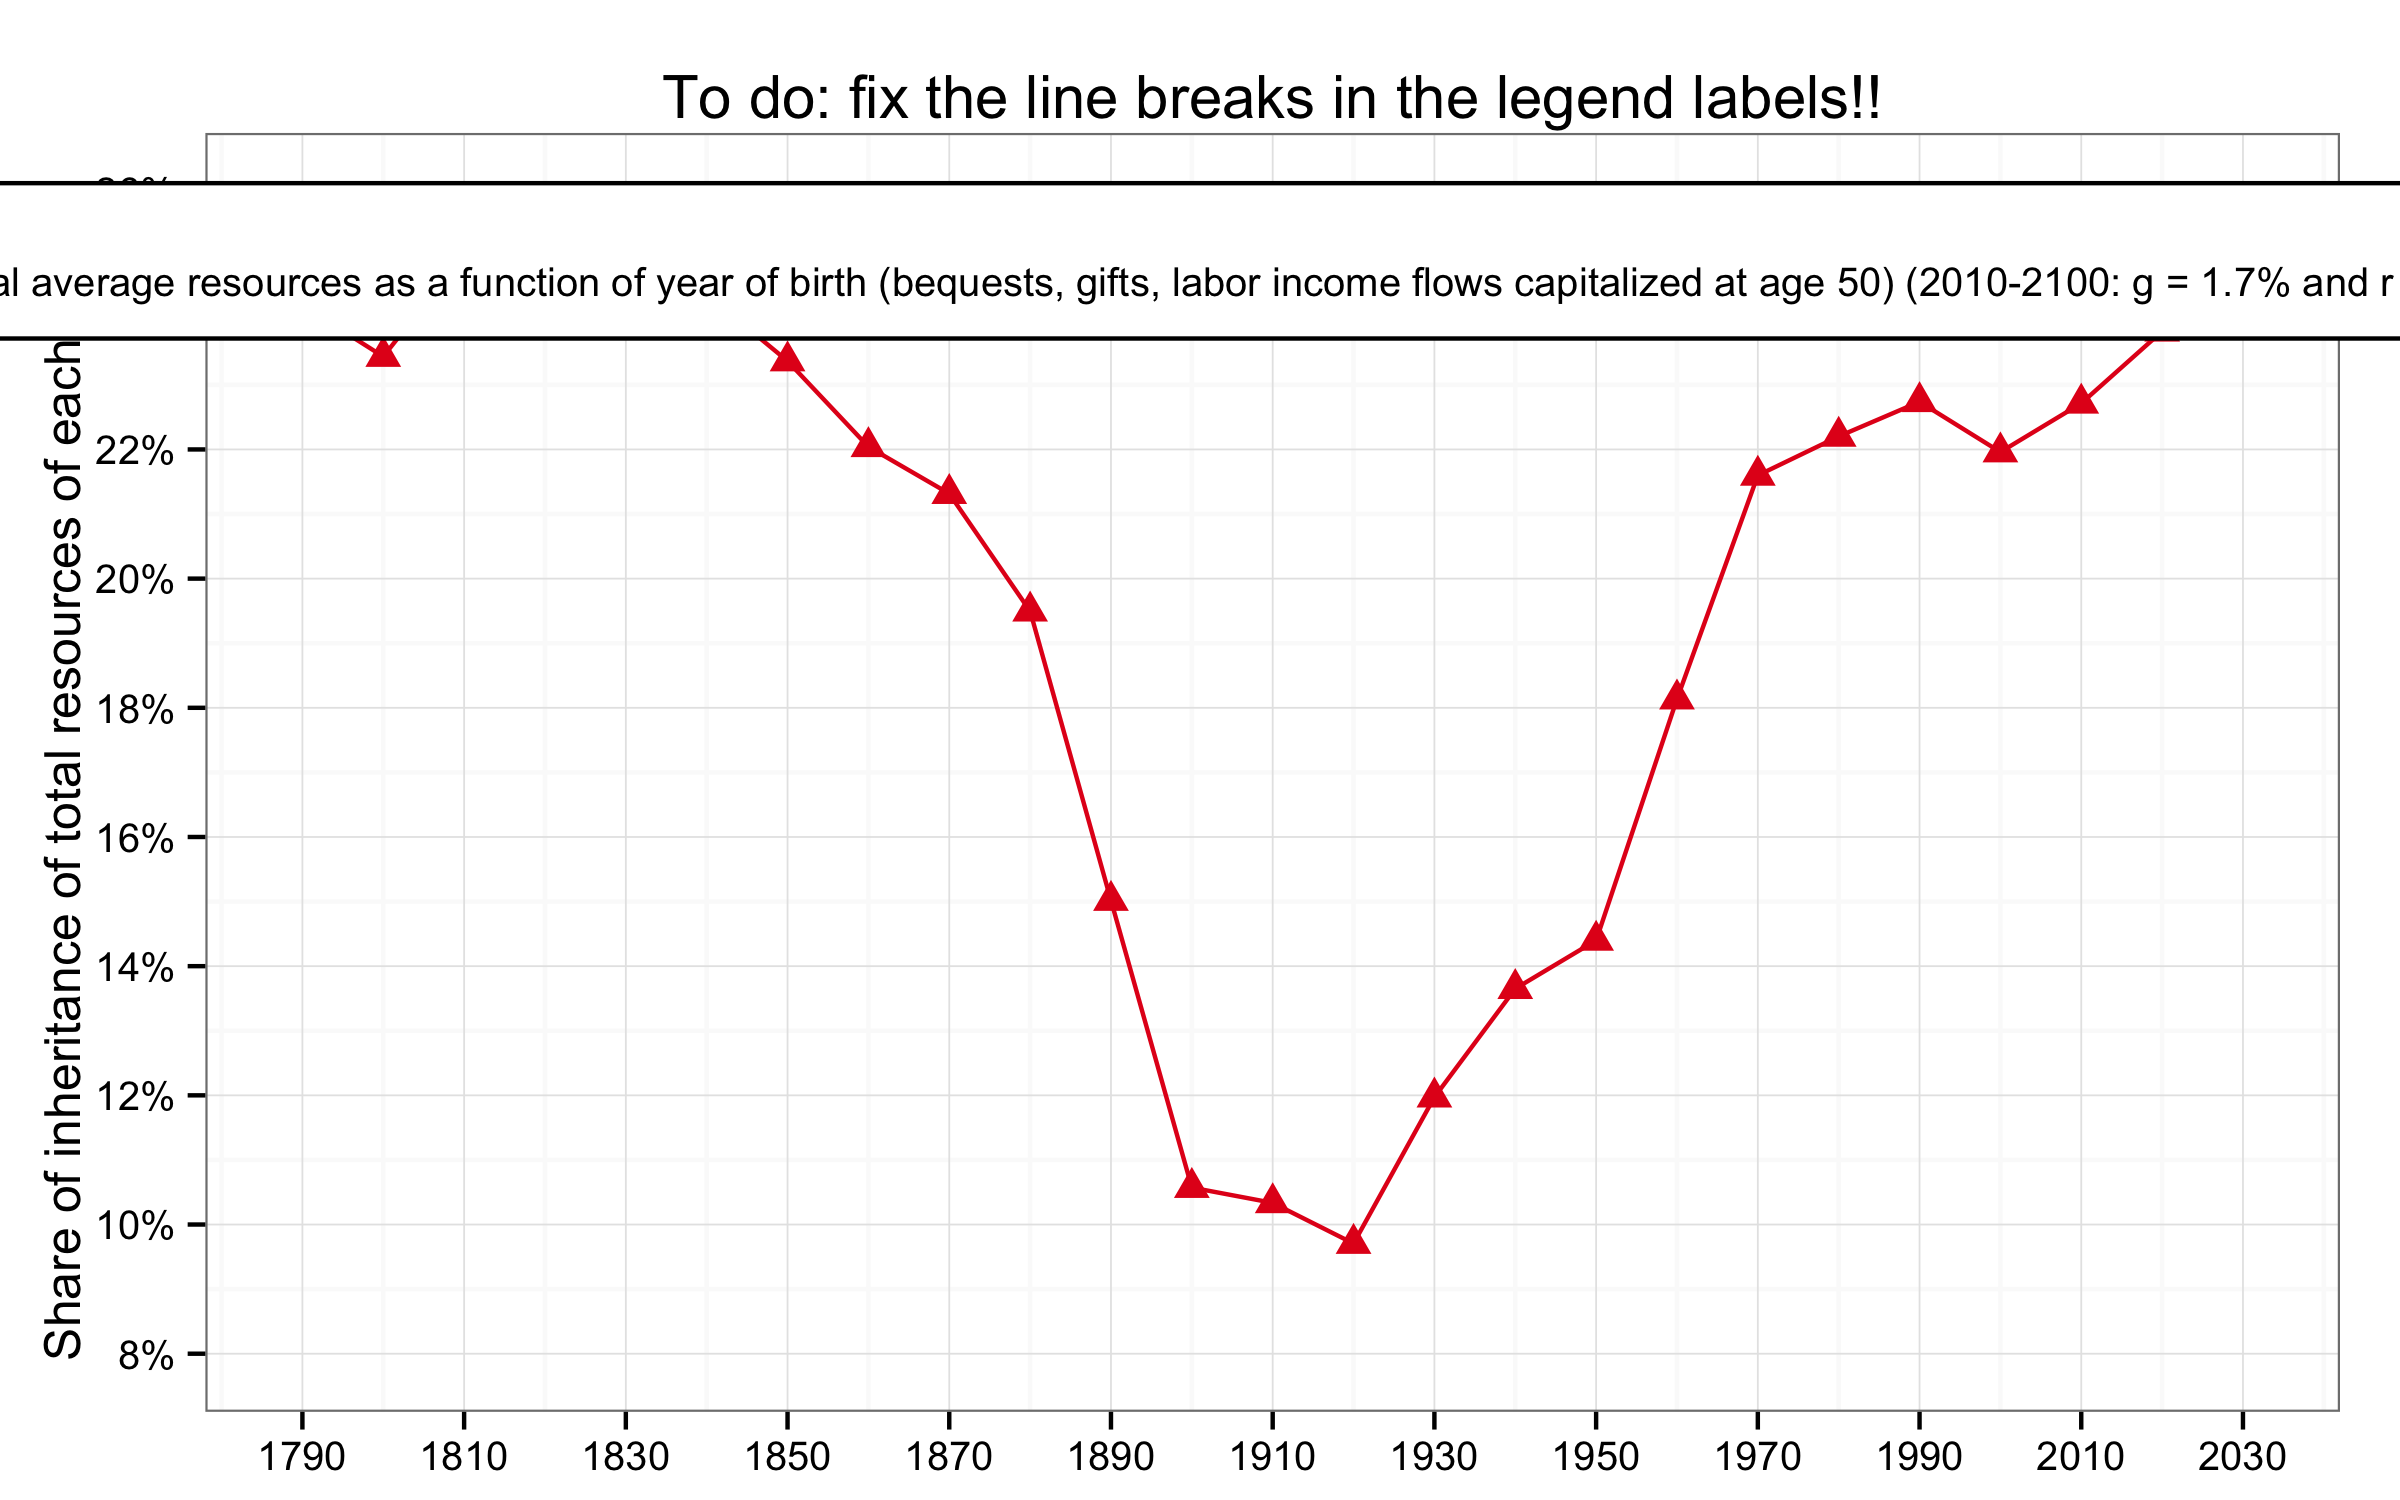 To do: fix the line breaks in the legend labels!!
average resources as a function of year of birth (bequests, gifts, labor income flows capitalized at age 50) (2010-2100: g = 1.7% and r
Share of inheritance of total resources of each
22%
20%
18%
16%
14%
12%
10%
8%
1790 1810 1830 1850 1870 1890 1910 1930 1950 1970 1990 2010 2030